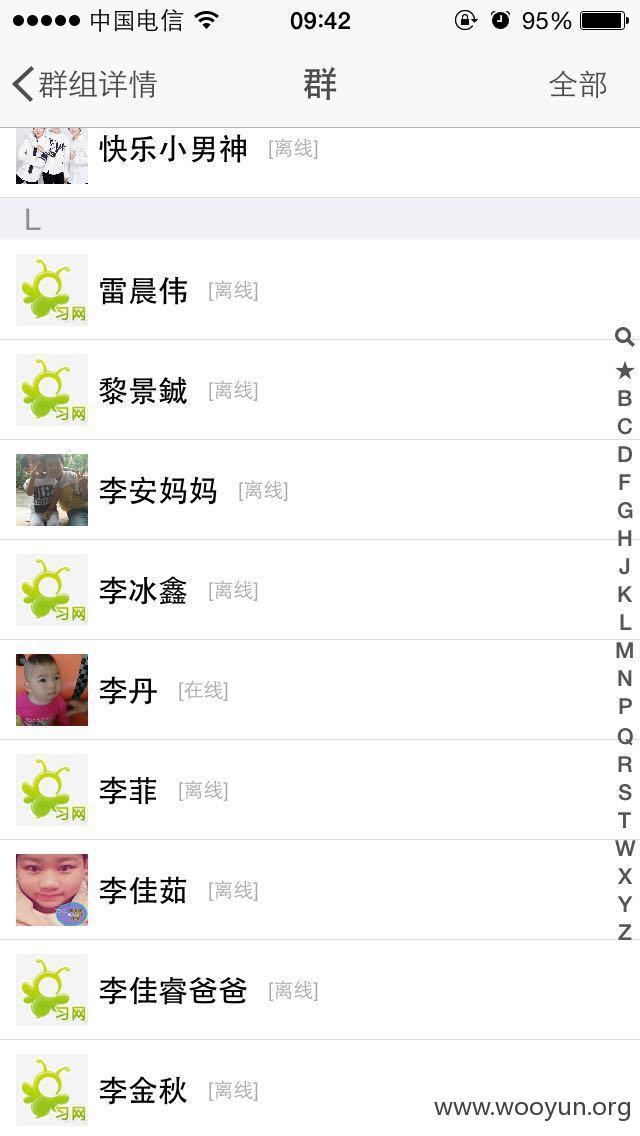 中国电信 09:42 95%
群组详情 群 全部
快乐小男神 [离线]
L
雷晨伟 [离线]
习网
黎景鋮 [离线]
习网
李安妈妈 [离线]
李冰鑫 [离线]
习网
李丹 [在线]
李菲 [离线]
习网
李佳茹 [离线]
李佳睿爸爸 [离线]
习网
李金秋 [离线]
习网
B
C
D
F
G
H
J
K
L
M
N
P
Q
R
S
T
W
X
Y
Z
www.wooyun.org